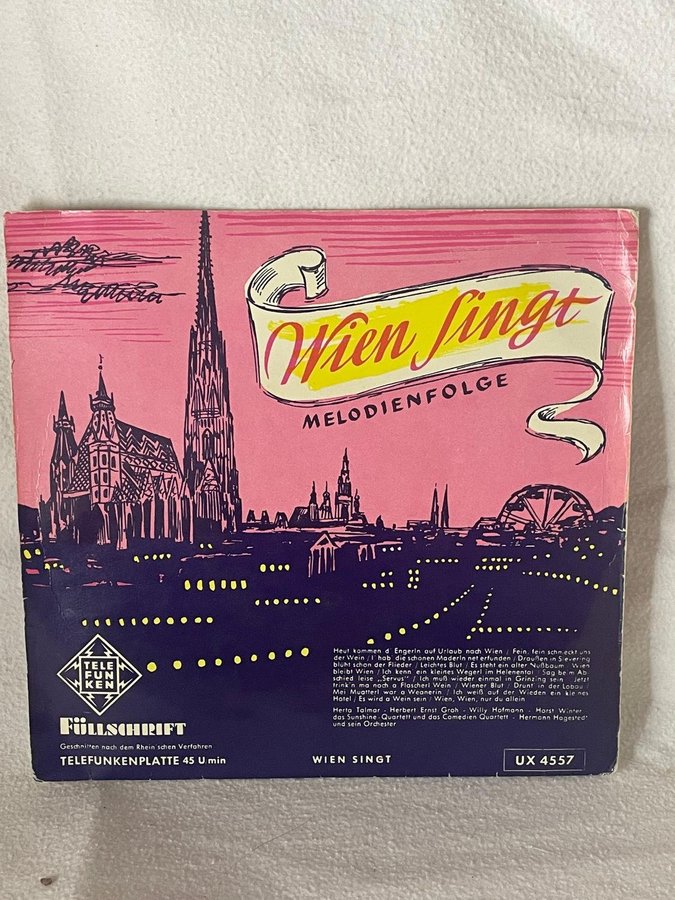 Wien singt
MELODIENFOLGE
Heut kommen d' Engerln auf Urlaub nach Wien / Fein, fein schmeckt uns
der Wein / I' hab die schönen Maderln net erfunden / Draußen in Sievering
blüht schon der Flieder / Leichtes Blut / Es steht ein alter Nußbaum / Wien
bleibt Wien / Ich kenn ein kleines Wegerl im Helenental / Sag beim Ab-
schied leise „Servus" / Ich muß wieder einmal in Grinzing sein / Jetzt
trink'n ma noch a Flascherl Wein / Wiener Blut / Drunt in der Lobau /
Mei Muatterl war a Weanerin / Ich weiß auf der Wieden ein kleines
Hotel / Es wird a Wein sein / Wien, Wien, nur du allein
Herta Talmar - Herbert Ernst Groh - Willy Hofmann - Horst Winter
das Sunshine-Quartett und das Comedien Quartett - Hermann Hagestedt
und sein Orchester
TELE
FUN
KEN
FÜLLSCHRIFT
Geschnitten nach dem Rhein'schen Verfahren
TELEFUNKENPLATTE 45 U/min
WIEN SINGT
UX 4557